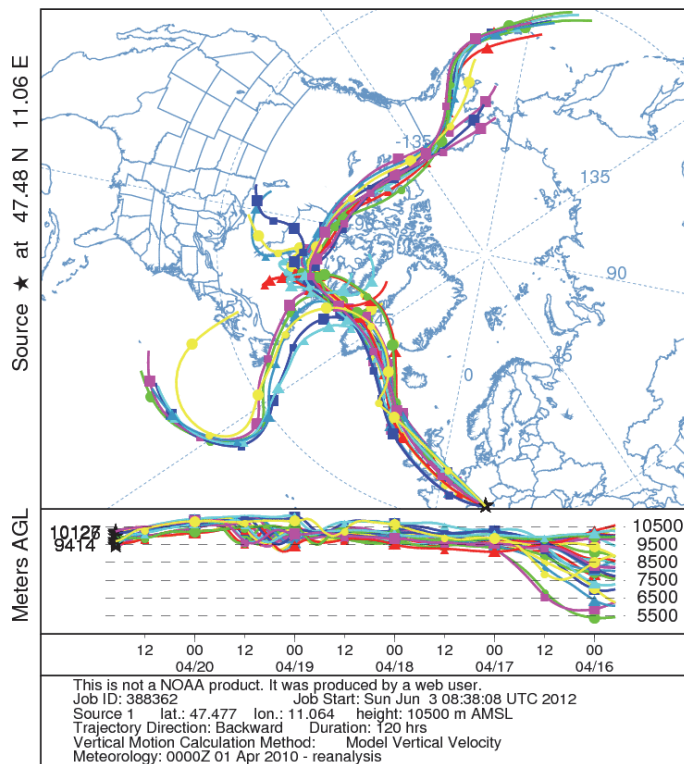 Source ★ at 47.48 N 11.06 E
-135
135
90
45
0
Meters AGL
9414
10500
9500
8500
7500
6500
5500
12 00 12 00 12 00 12 00 12 00
04/20 04/19 04/18 04/17 04/16
This is not a NOAA product. It was produced by a web user.
Job ID: 388362 Job Start: Sun Jun 3 08:38:08 UTC 2012
Source 1 lat.: 47.477 lon.: 11.064 height: 10500 m AMSL
Trajectory Direction: Backward Duration: 120 hrs
Vertical Motion Calculation Method: Model Vertical Velocity
Meteorology: 0000Z 01 Apr 2010 - reanalysis